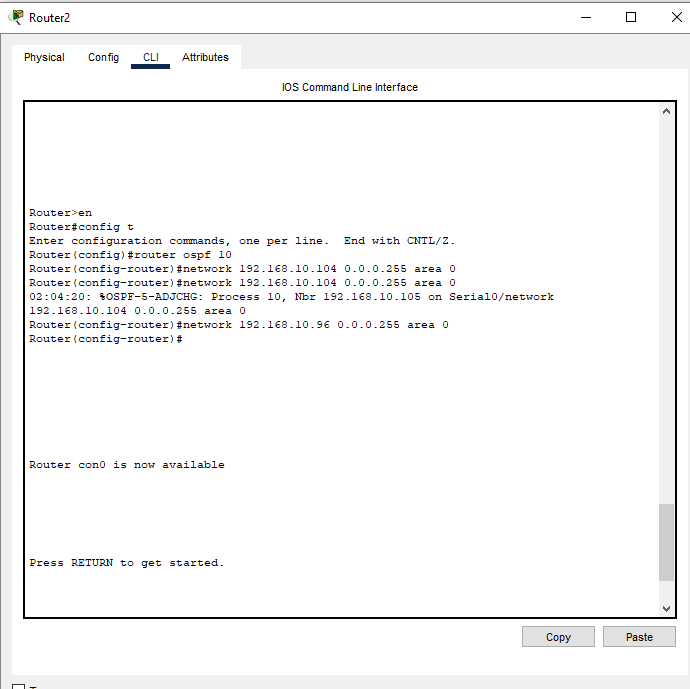 Router2
Physical Config CLI Attributes
IOS Command Line Interface
Router>en
Router#config t
Enter configuration commands, one per line.  End with CNTL/Z.
Router(config)#router ospf 10
Router(config-router)#network 192.168.10.104 0.0.0.255 area 0
Router(config-router)#network 192.168.10.104 0.0.0.255 area 0
02:04:20: %OSPF-5-ADJCHG: Process 10, Nbr 192.168.10.105 on Serial0/network
192.168.10.104 0.0.0.255 area 0
Router(config-router)#network 192.168.10.96 0.0.0.255 area 0
Router(config-router)#
Router con0 is now available
Press RETURN to get started.
Copy Paste